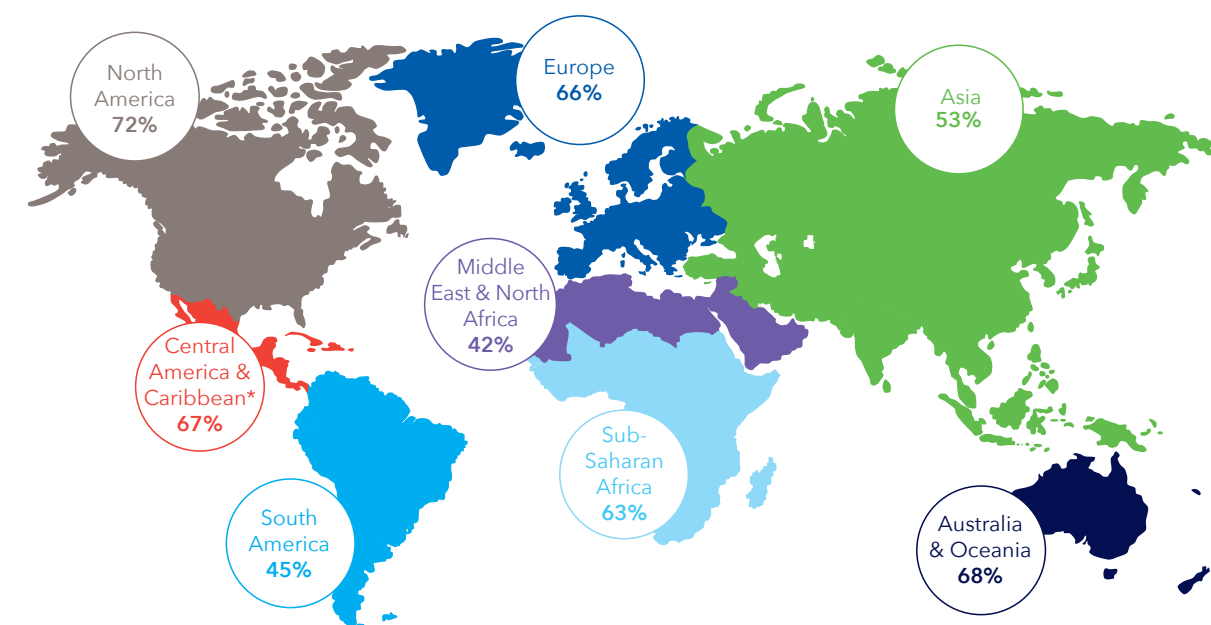 North
America
72%
Europe
66%
Asia
53%
Middle
East & North
Africa
42%
Central
America &
Caribbean*
67%
Sub-
Saharan
Africa
63%
South
America
45%
Australia
& Oceania
68%